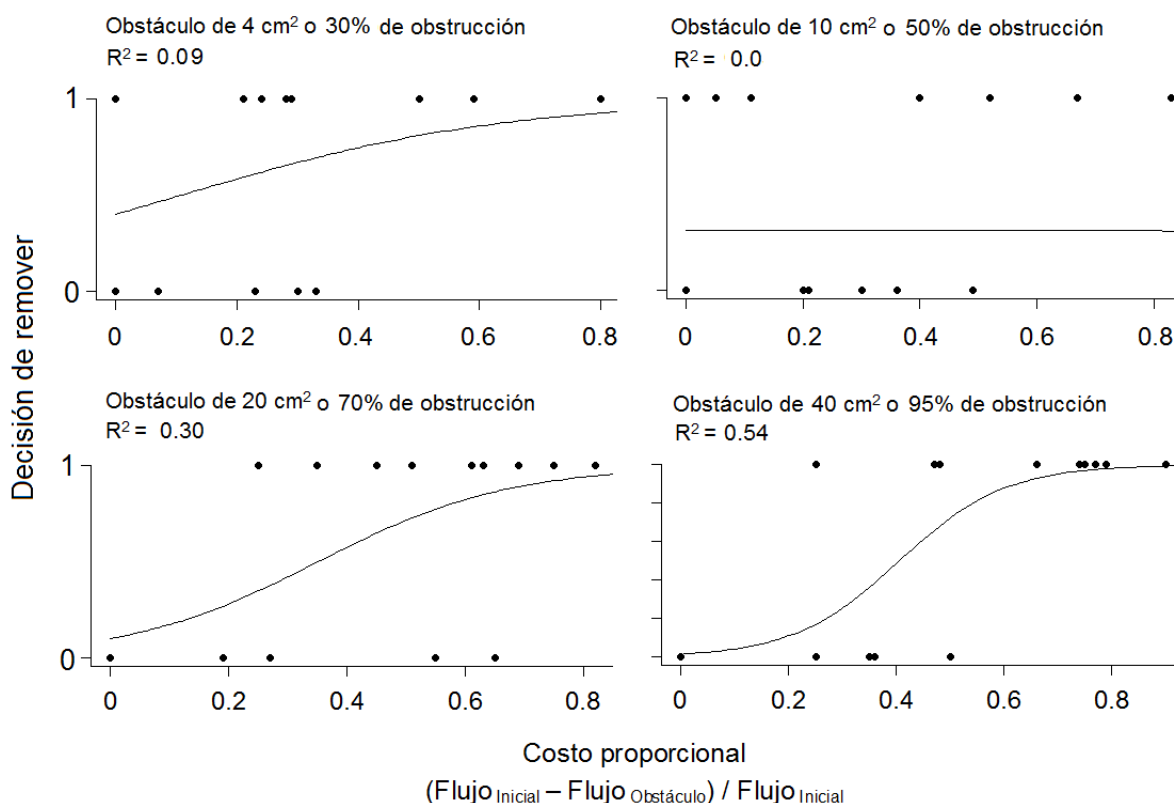 Obstáculo de 4 cm² o 30% de obstrucción
R² = 0.09
1
0
0 0.2 0.4 0.6 0.8
Obstáculo de 10 cm² o 50% de obstrucción
R² = 0.0
0 0.2 0.4 0.6 0.8
Decisión de remover
Obstáculo de 20 cm² o 70% de obstrucción
R² = 0.30
1
0
0 0.2 0.4 0.6 0.8
Obstáculo de 40 cm² o 95% de obstrucción
R² = 0.54
0 0.2 0.4 0.6 0.8
Costo proporcional
(Flujo Inicial – Flujo Obstáculo) / Flujo Inicial